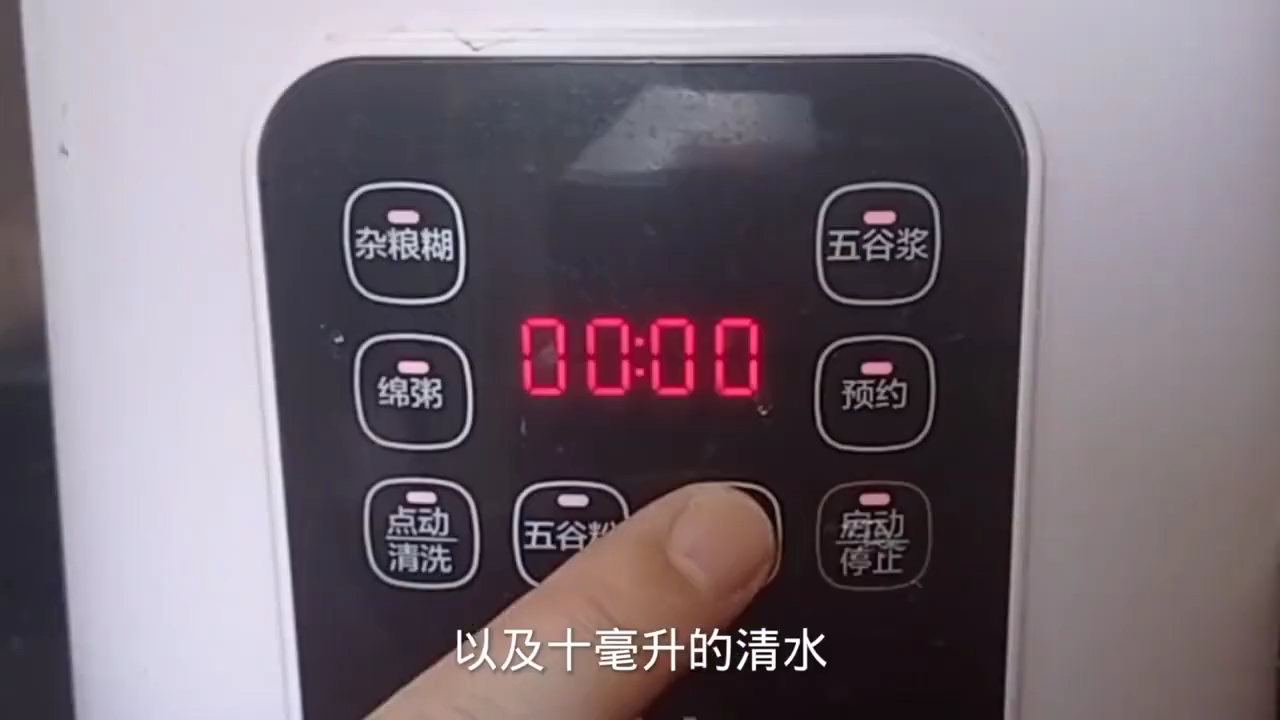 杂粮糊
五谷浆
00:00
绵粥
预约
点动
清洗
五谷粉
启动
停止
以及十毫升的清水